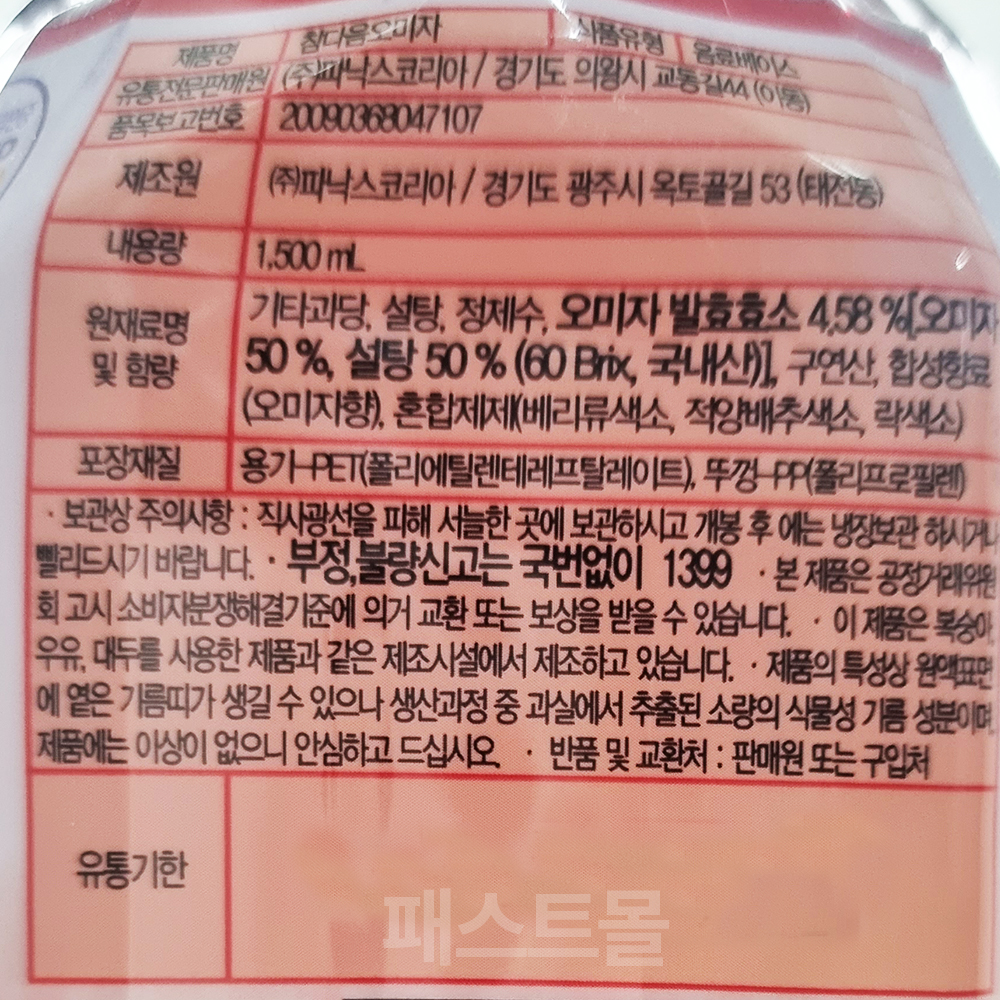 제품명 참다음오미자 식품유형 음료베이스
유통전문판매원 (주)파낙스코리아 / 경기도 의왕시 교동길44 (이동)
품목보고번호 20090368047107
제조원 (주)파낙스코리아 / 경기도 광주시 옥토골길 53 (태전동)
내용량 1,500 mL
원재료명 기타과당, 설탕, 정제수, 오미자 발효효소 4.58 %[오미자
및 함량 50 %, 설탕 50 % (60 Brix, 국내산)], 구연산, 합성향료
(오미자향), 혼합제제(베리류색소, 적양배추색소, 락색소)
포장재질 용기-PET(폴리에틸렌테레프탈레이트), 뚜껑-PP(폴리프로필렌)
· 보관상 주의사항 : 직사광선을 피해 서늘한 곳에 보관하시고 개봉 후 에는 냉장보관 하시거나
빨리드시기 바랍니다. · 부정,불량신고는 국번없이 1399 · 본 제품은 공정거래위원
회 고시 소비자분쟁해결기준에 의거 교환 또는 보상을 받을 수 있습니다. · 이 제품은 복숭아,
우유, 대두를 사용한 제품과 같은 제조시설에서 제조하고 있습니다. · 제품의 특성상 원액표면
에 옅은 기름띠가 생길 수 있으나 생산과정 중 과실에서 추출된 소량의 식물성 기름 성분이며,
제품에는 이상이 없으니 안심하고 드십시오. · 반품 및 교환처 : 판매원 또는 구입처
유통기한
패스트몰